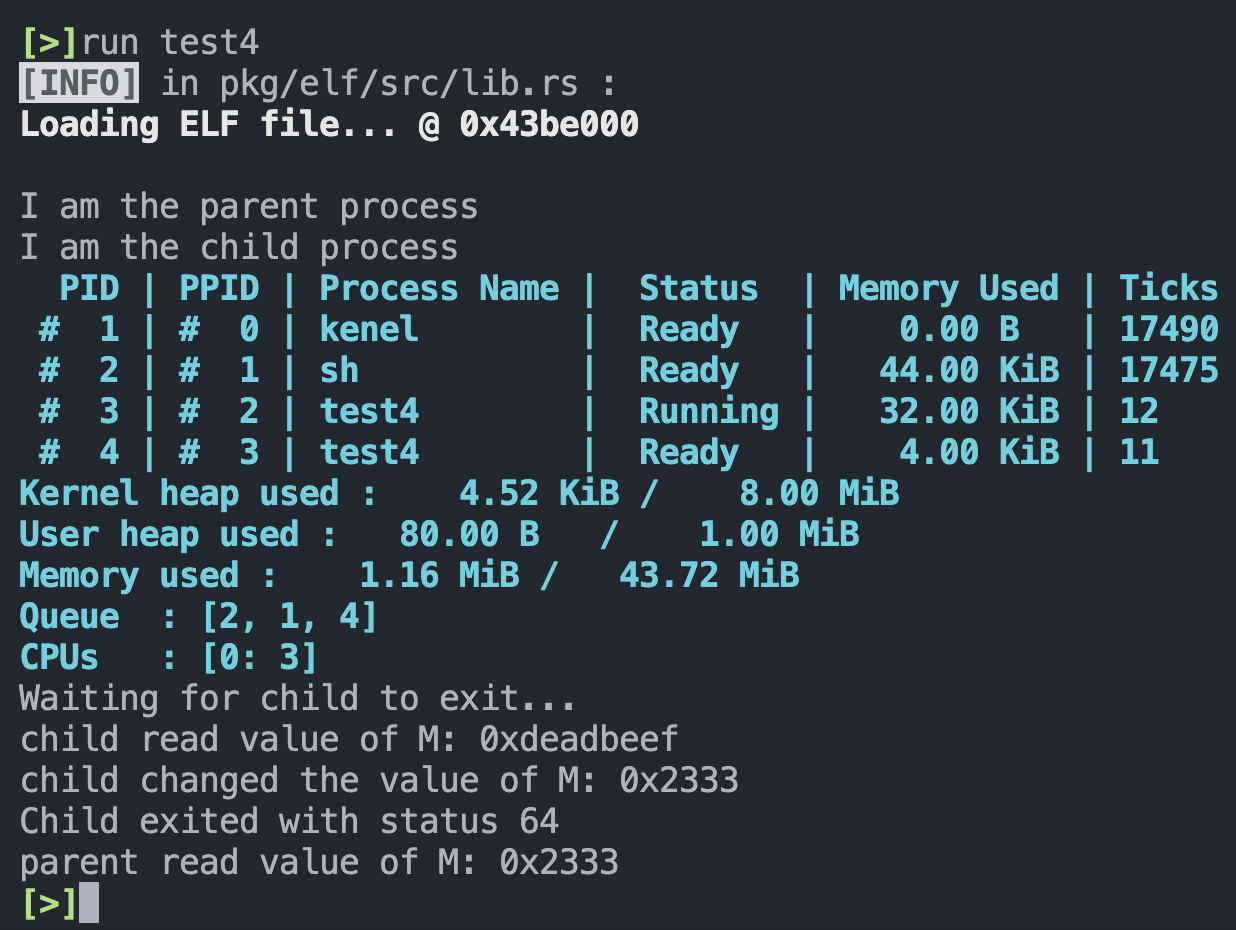 [>]run test4
[INFO] in pkg/elf/src/lib.rs :
Loading ELF file... @ 0x43be000

I am the parent process
I am the child process
  PID | PPID | Process Name |  Status  | Memory Used | Ticks
 #  1 | #  0 | kenel        |  Ready   |    0.00 B   | 17490
 #  2 | #  1 | sh           |  Ready   |   44.00 KiB | 17475
 #  3 | #  2 | test4        |  Running |   32.00 KiB | 12
 #  4 | #  3 | test4        |  Ready   |    4.00 KiB | 11
Kernel heap used :    4.52 KiB /    8.00 MiB
User heap used :   80.00 B   /    1.00 MiB
Memory used :    1.16 MiB /   43.72 MiB
Queue  : [2, 1, 4]
CPUs   : [0: 3]
Waiting for child to exit...
child read value of M: 0xdeadbeef
child changed the value of M: 0x2333
Child exited with status 64
parent read value of M: 0x2333
[>]